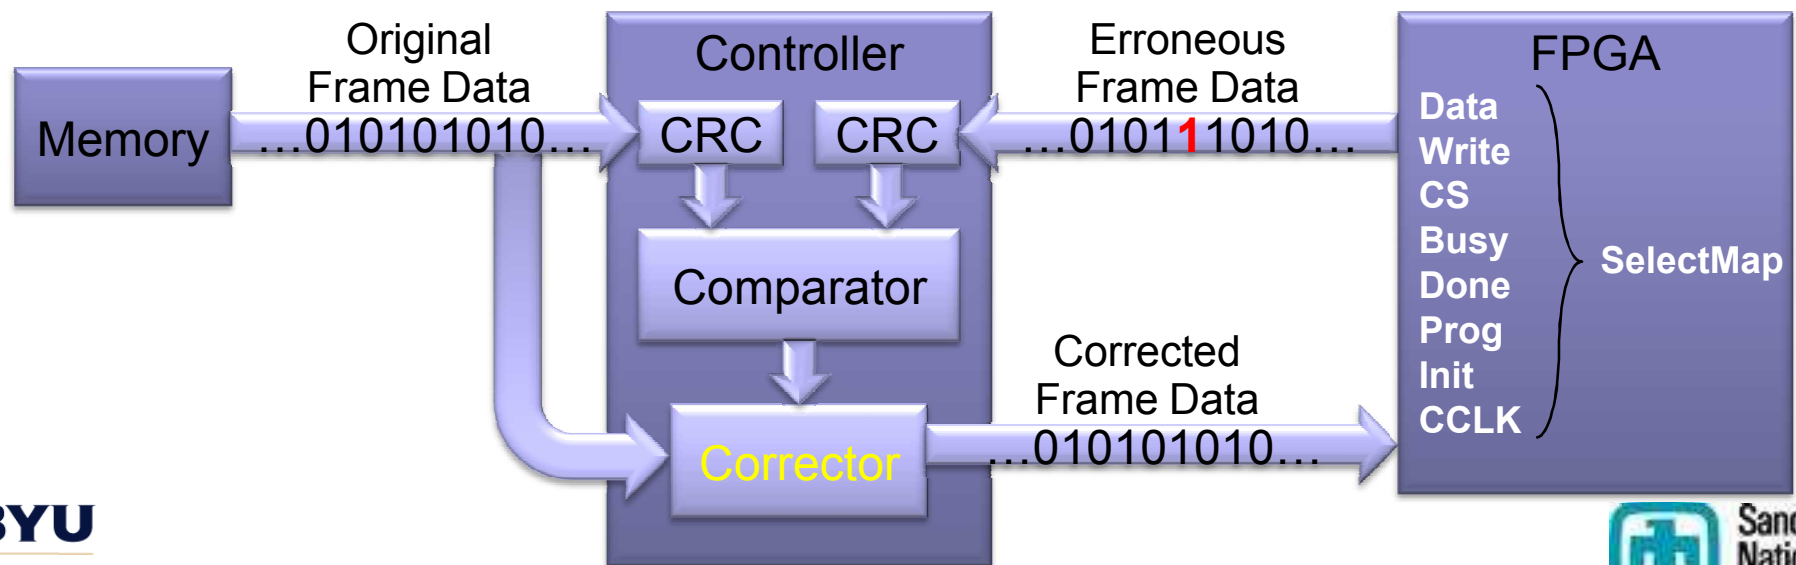 Original
Frame Data
…010101010…
Memory
Controller
CRC
CRC
Comparator
Corrector
Erroneous
Frame Data
…010111010…
Corrected
Frame Data
…010101010…
FPGA
Data
Write
CS
Busy
Done
Prog
Init
CCLK
SelectMap
BYU